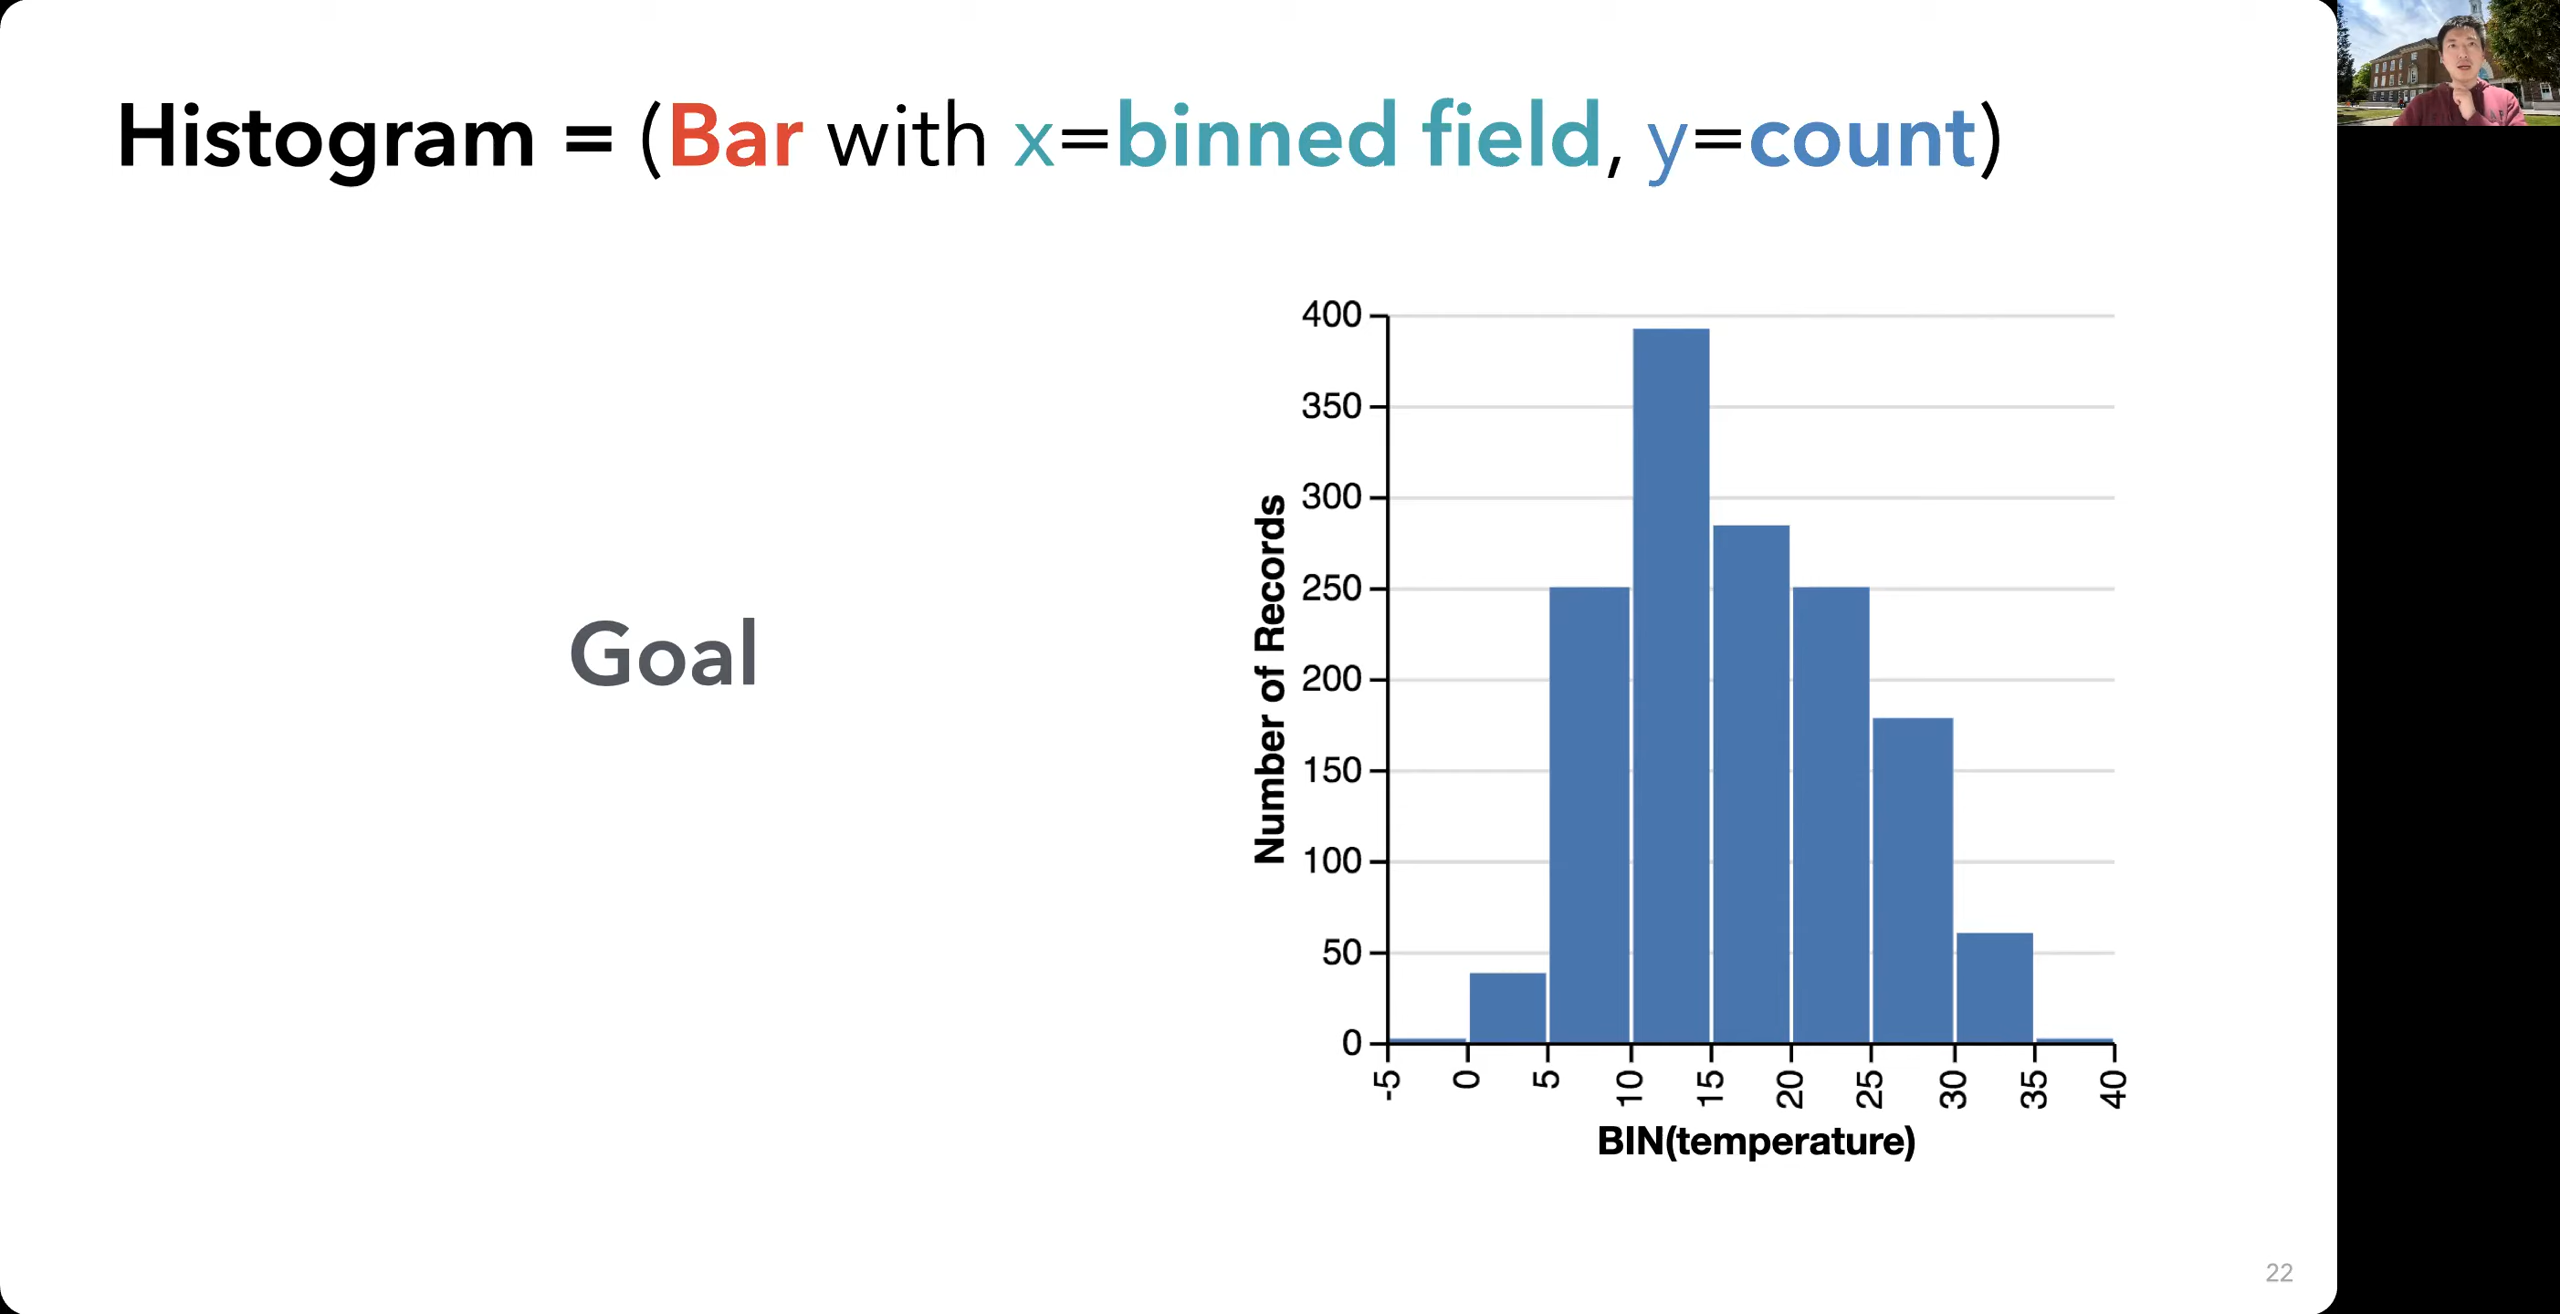 Histogram = (Bar with x=binned field, y=count)
Goal
Number of Records
400
350
300
250
200
150
100
50
0
-5 0 5 10 15 20 25 30 35 40
BIN(temperature)
22